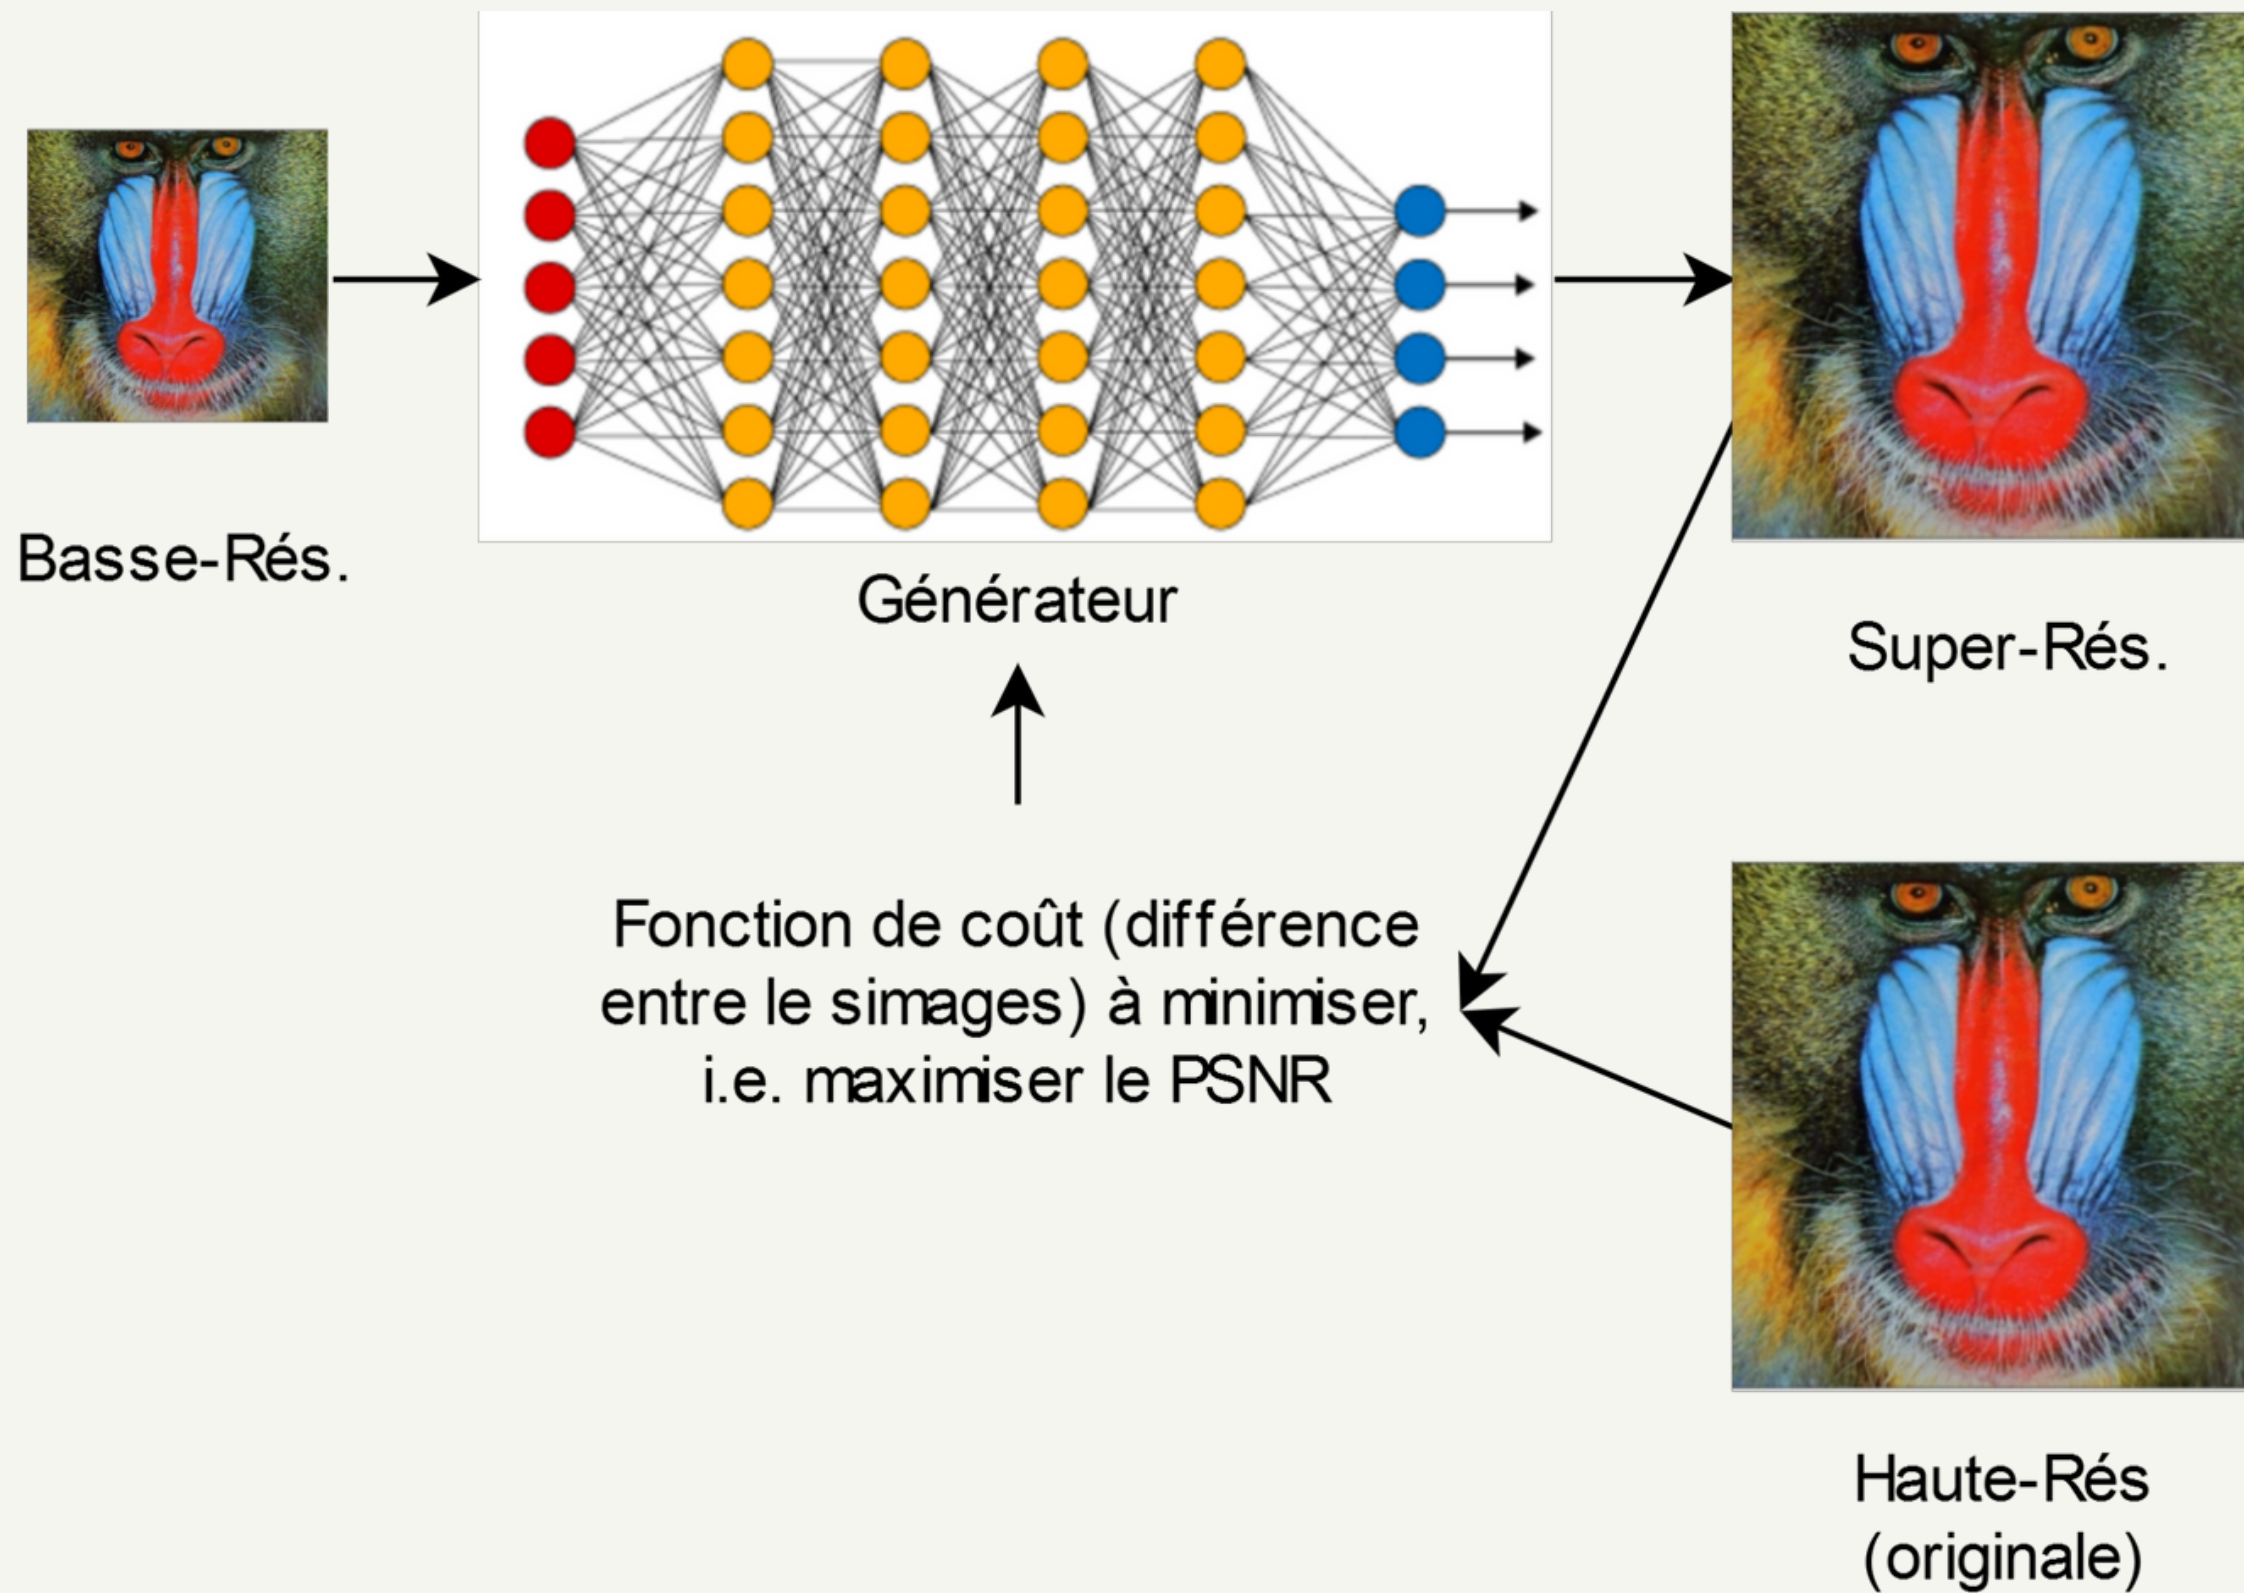 Basse-Rés.
Générateur
Super-Rés.
Fonction de coût (différence
entre le simages) à minimiser,
i.e. maximiser le PSNR
Haute-Rés
(originale)